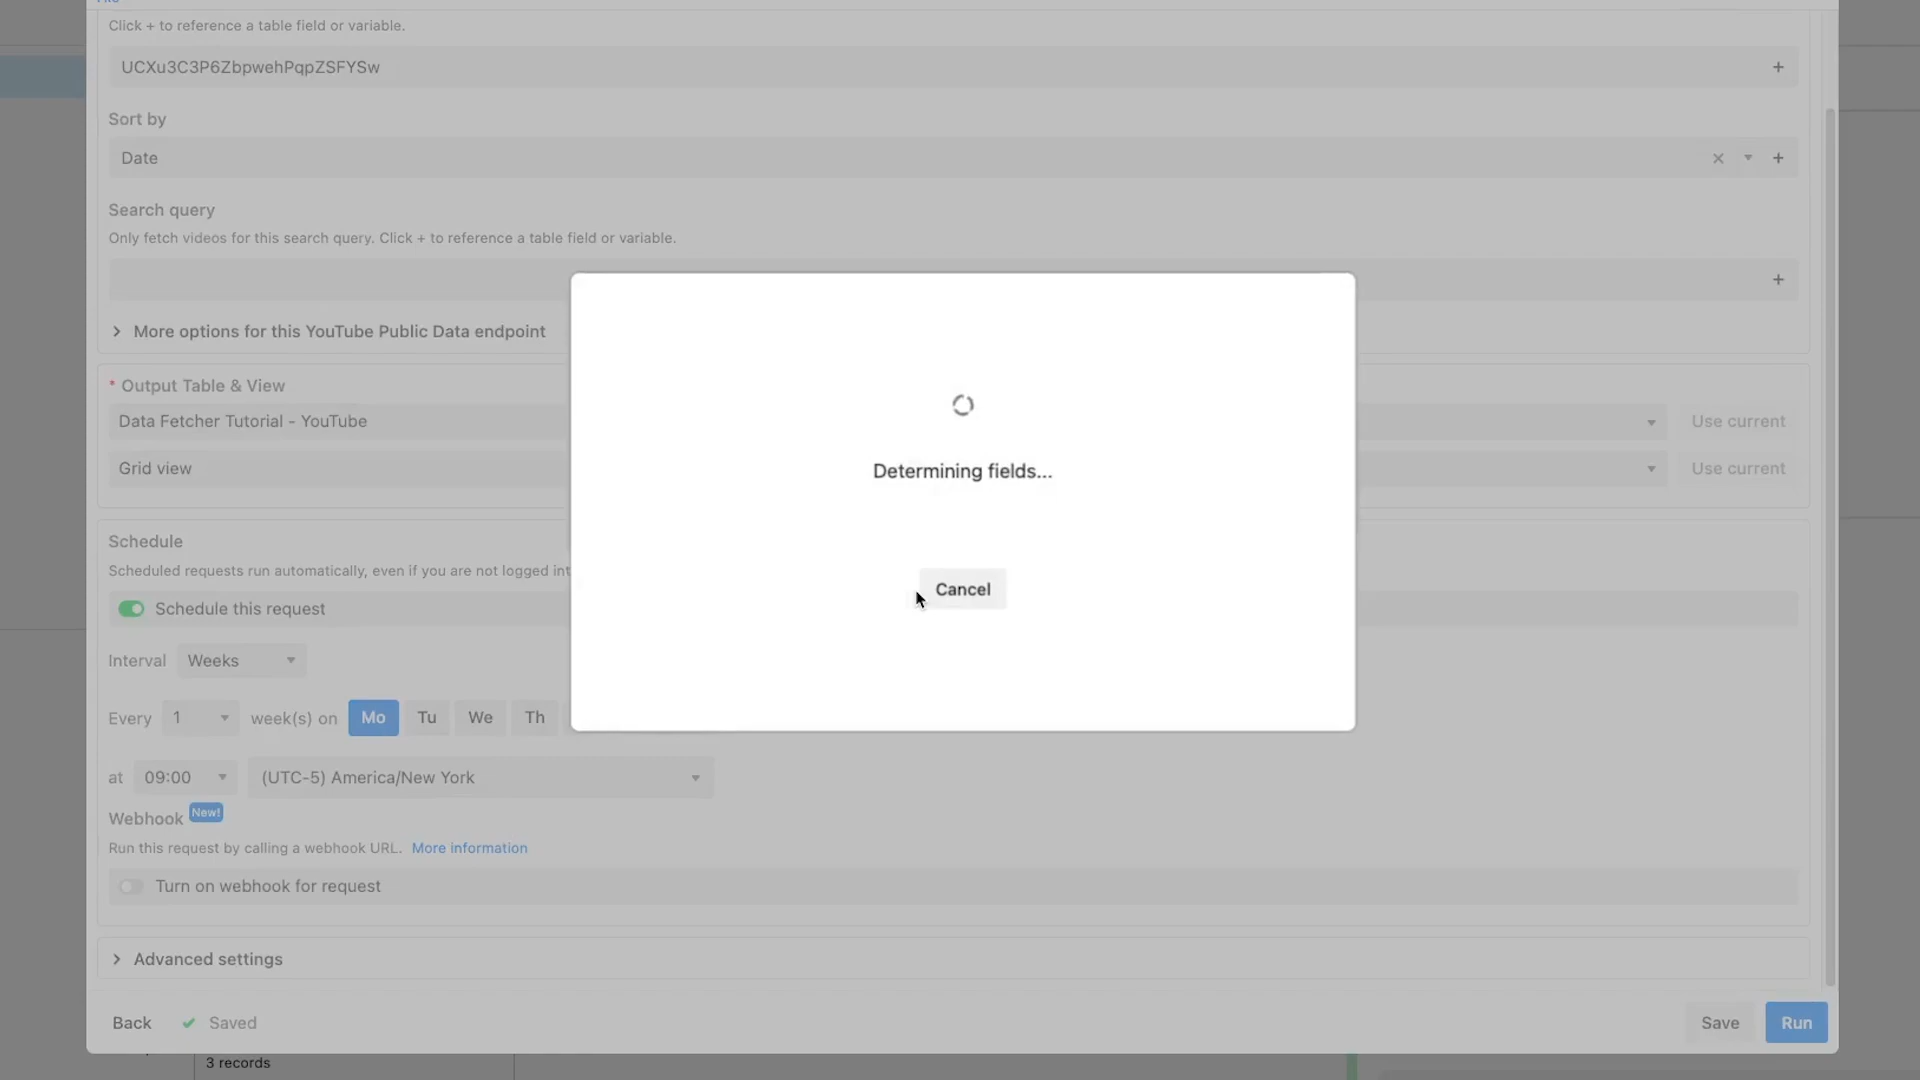 Click + to reference a table field or variable.
UCXu3C3P6ZbpwehPqpZSFYSw
Sort by
Date
Search query
Only fetch videos for this search query. Click + to reference a table field or variable.
More options for this YouTube Public Data endpoint
* Output Table & View
Data Fetcher Tutorial - YouTube
Use current
Grid view
Use current
Determining fields...
Cancel
Schedule
Scheduled requests run automatically, even if you are not logged int
Schedule this request
Interval Weeks
Every 1 week(s) on Mo Tu We Th
at 09:00 (UTC-5) America/New York
Webhook New!
Run this request by calling a webhook URL. More information
Turn on webhook for request
Advanced settings
Back Saved Save Run
3 records